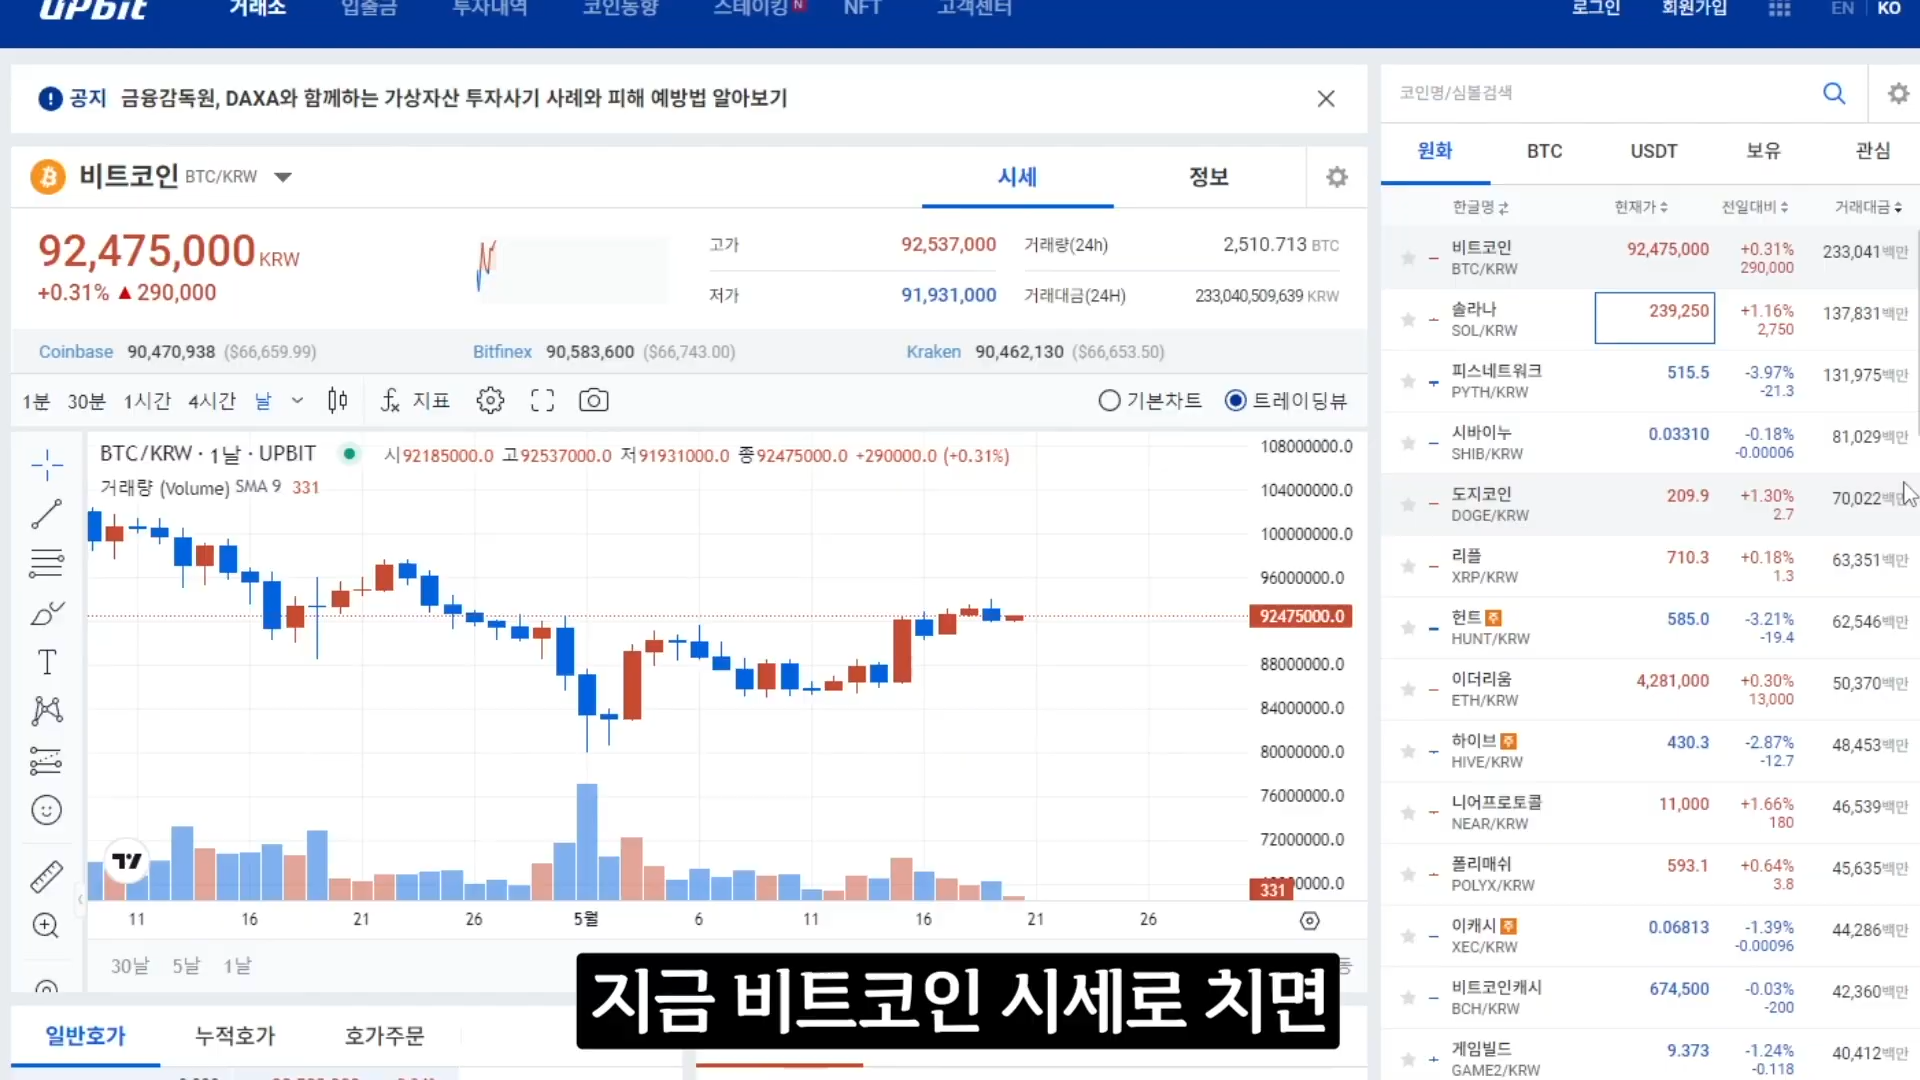 UPbit 거래소 입출금 투자내역 코인동향 스테이킹 N NFT 고객센터 로그인 회원가입 EN KO
공지 금융감독원, DAXA와 함께하는 가상자산 투자사기 사례와 피해 예방법 알아보기
비트코인 BTC/KRW 시세 정보
92,475,000 KRW
+0.31% ▲ 290,000
고가 92,537,000 거래량(24h) 2,510.713 BTC
저가 91,931,000 거래대금(24H) 233,040,509,639 KRW
Coinbase 90,470,938 ($66,659.99) Bitfinex 90,583,600 ($66,743.00) Kraken 90,462,130 ($66,653.50)
1분 30분 1시간 4시간 날 지표 기본차트 트레이딩뷰
BTC/KRW · 1날 · UPBIT 시92185000.0 고92537000.0 저91931000.0 종92475000.0 +290000.0 (+0.31%)
거래량 (Volume) SMA 9 331
108000000.0
104000000.0
100000000.0
96000000.0
92475000.0
88000000.0
84000000.0
80000000.0
76000000.0
72000000.0
331
11 16 21 26 5월 6 11 16 21 26
30날 5날 1날
일반호가 누적호가 호가주문
지금 비트코인 시세로 치면
코인명/심볼검색
원화 BTC USDT 보유 관심
한글명 현재가 전일대비 거래대금
비트코인 92,475,000 +0.31% 233,041백만
BTC/KRW 290,000
솔라나 239,250 +1.16% 137,831백만
SOL/KRW 2,750
피스네트워크 515.5 -3.97% 131,975백만
PYTH/KRW -21.3
시바이누 0.03310 -0.18% 81,029백만
SHIB/KRW -0.00006
도지코인 209.9 +1.30% 70,022백만
DOGE/KRW 2.7
리플 710.3 +0.18% 63,351백만
XRP/KRW 1.3
헌트 주 585.0 -3.21% 62,546백만
HUNT/KRW -19.4
이더리움 4,281,000 +0.30% 50,370백만
ETH/KRW 13,000
하이브 주 430.3 -2.87% 48,453백만
HIVE/KRW -12.7
니어프로토콜 11,000 +1.66% 46,539백만
NEAR/KRW 180
폴리매쉬 593.1 +0.64% 45,635백만
POLYX/KRW 3.8
이캐시 주 0.06813 -1.39% 44,286백만
XEC/KRW -0.00096
비트코인캐시 674,500 -0.03% 42,360백만
BCH/KRW -200
게임빌드 9.373 -1.24% 40,412백만
GAME2/KRW -0.118